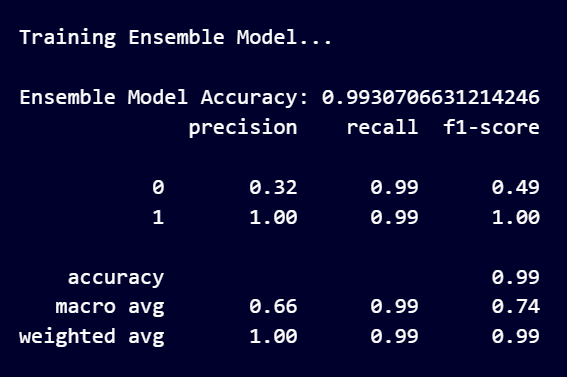 Training Ensemble Model...
Ensemble Model Accuracy: 0.9930706631214246
precision recall f1-score
0 0.32 0.99 0.49
1 1.00 0.99 1.00
accuracy 0.99
macro avg 0.66 0.99 0.74
weighted avg 1.00 0.99 0.99